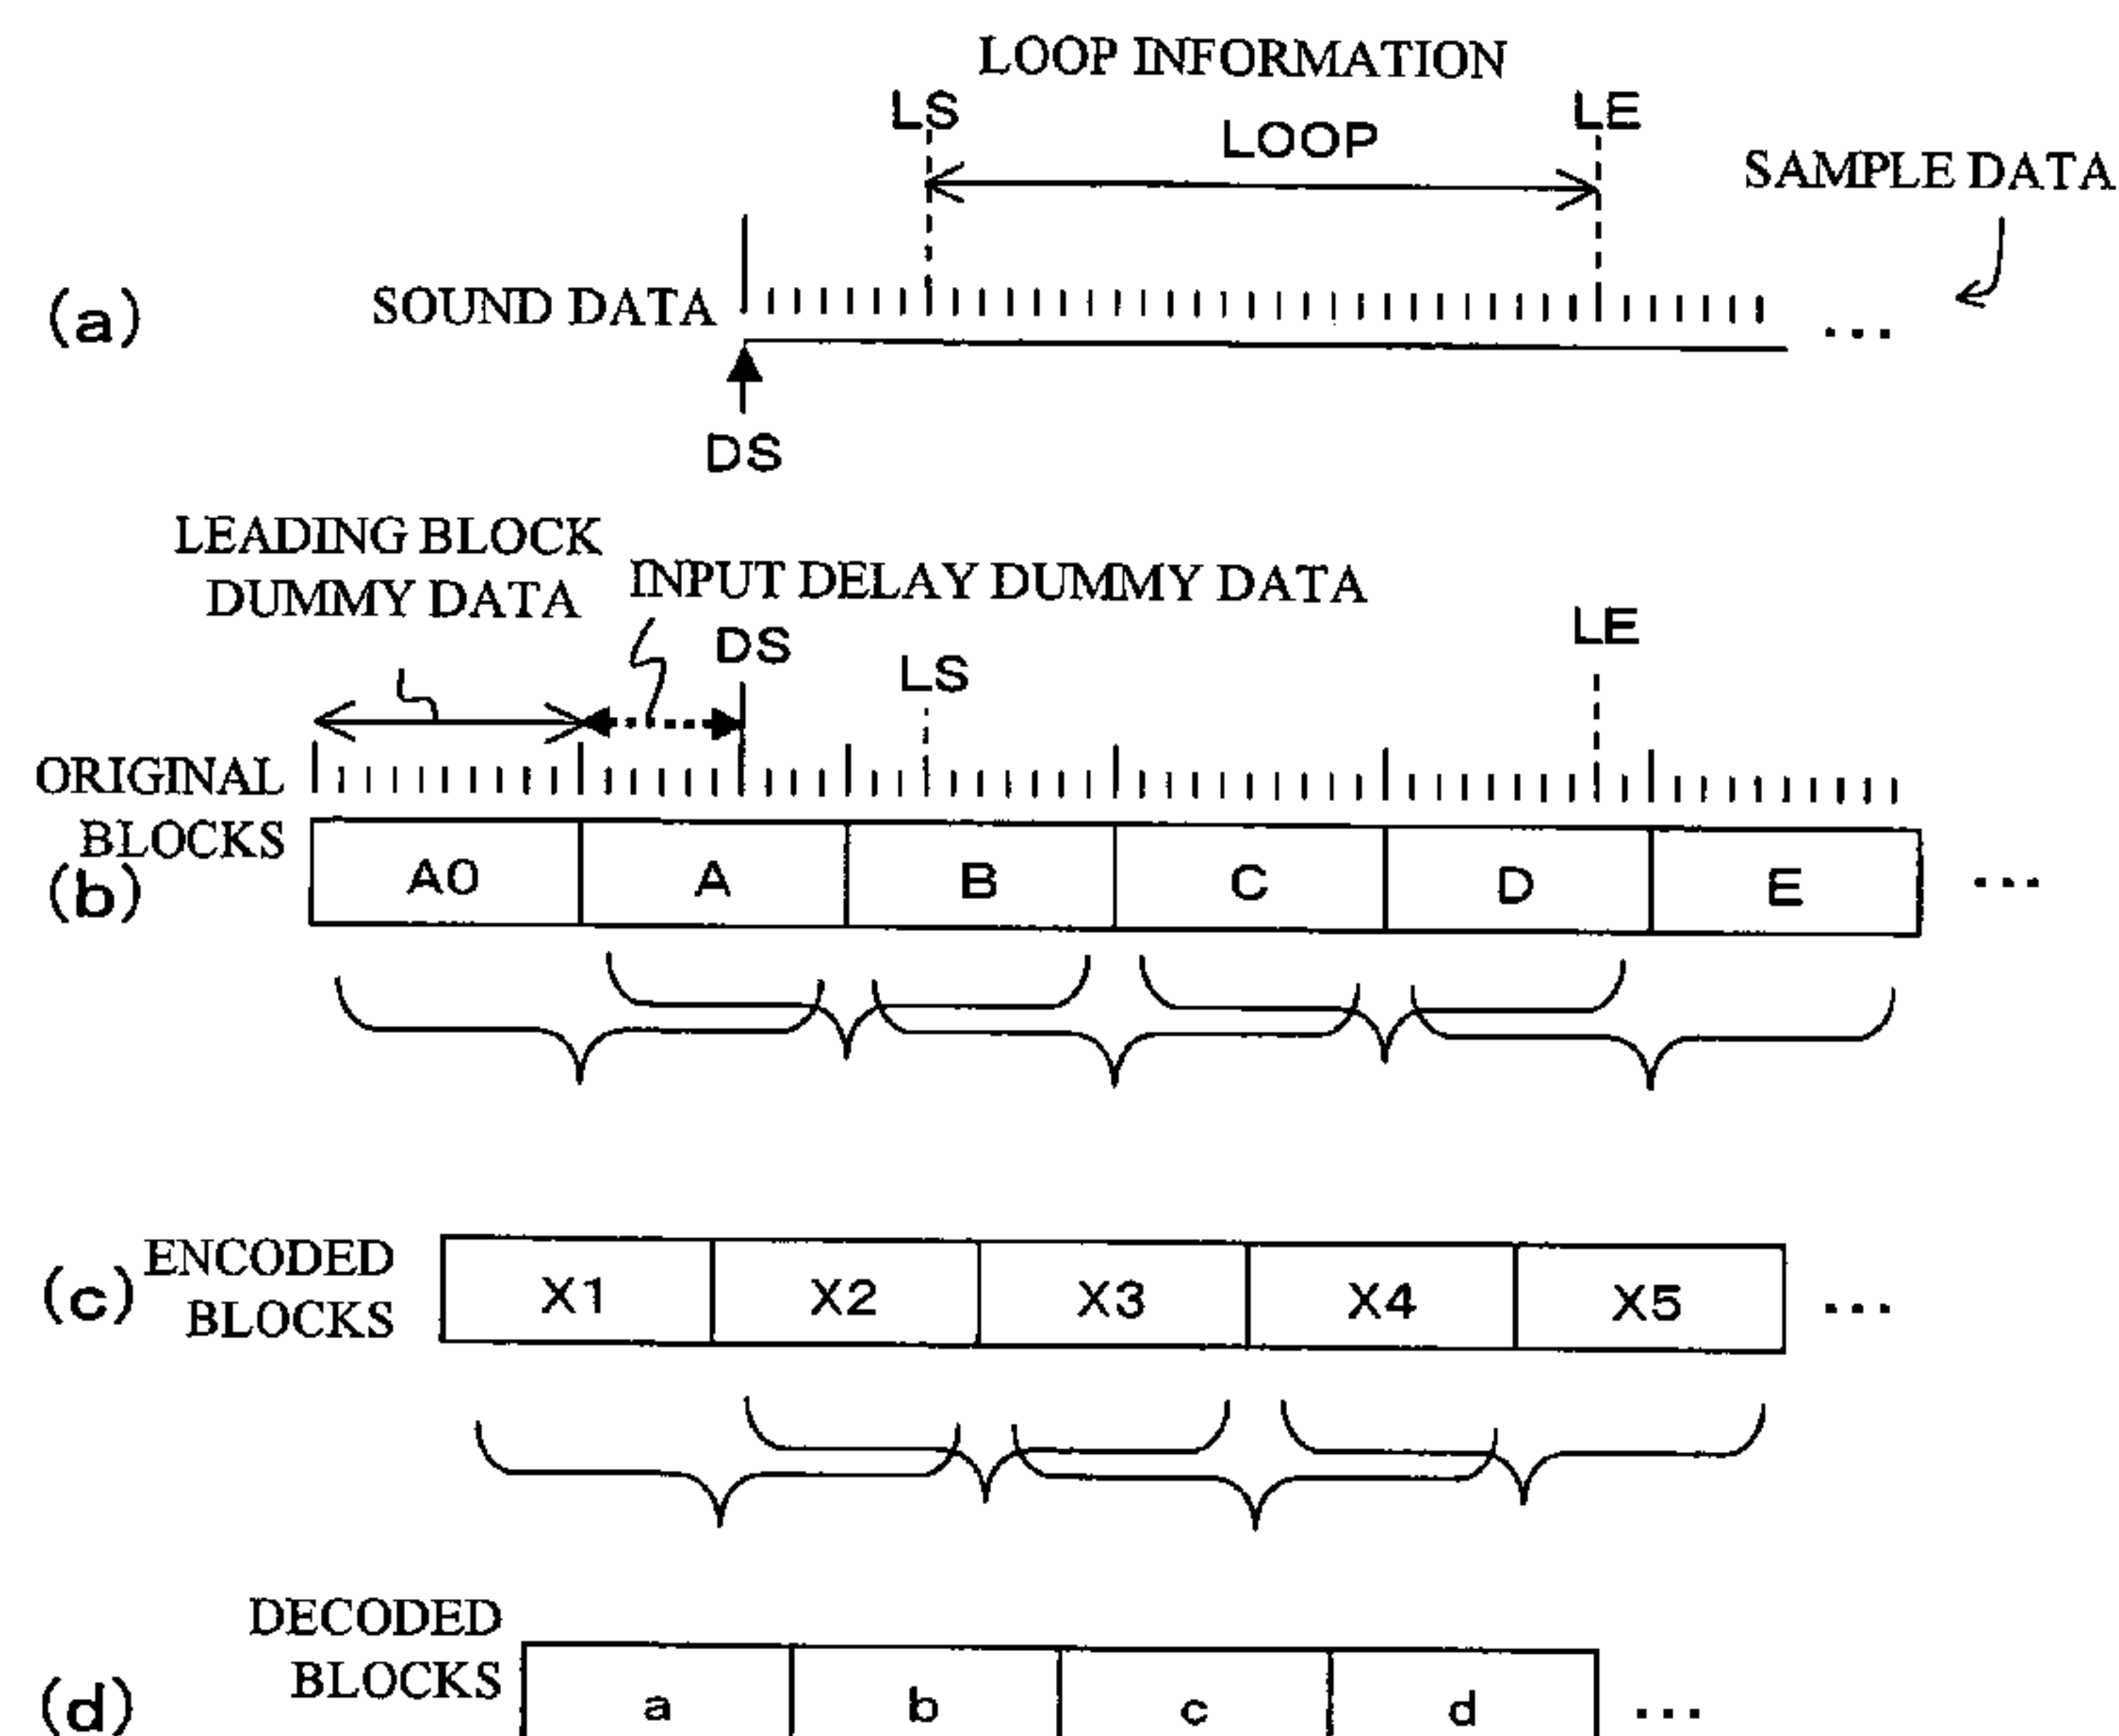 LOOP INFORMATION
LS
LOOP
LE
SAMPLE DATA
(a)
SOUND DATA
...
DS
LEADING BLOCK
DUMMY DATA
INPUT DELAY DUMMY DATA
DS
LS
LE
ORIGINAL
BLOCKS
(b)
A0 A B C D E ...
(c)
ENCODED
BLOCKS
X1 X2 X3 X4 X5 ...
(d)
DECODED
BLOCKS
a b c d ...